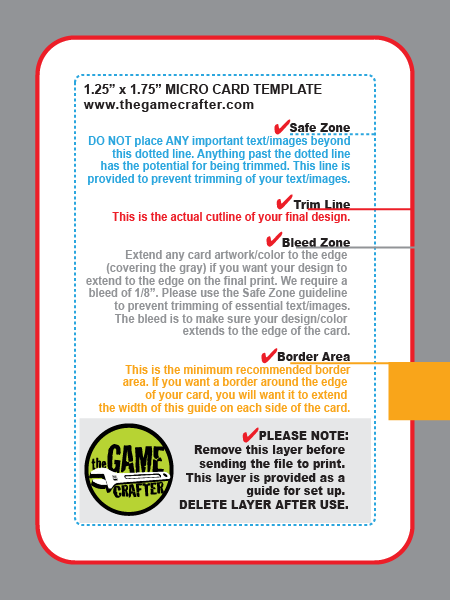 1.25” x 1.75” MICRO CARD TEMPLATE
www.thegamecrafter.com
Safe Zone
DO NOT place ANY important text/images beyond
this dotted line. Anything past the dotted line
has the potential for being trimmed. This line is
provided to prevent trimming of your text/images.
Trim Line
This is the actual cutline of your final design.
Bleed Zone
Extend any card artwork/color to the edge
(covering the gray) if you want your design to
extend to the edge on the final print. We require a
bleed of 1/8”. Please use the Safe Zone guideline
to prevent trimming of essential text/images.
The bleed is to make sure your design/color
extends to the edge of the card.
Border Area
This is the minimum recommended border
area. If you want a border around the edge
of your card, you will want it to extend
the width of this guide on each side of the card.
the GAME
CRAFTER
PLEASE NOTE:
Remove this layer before
sending the file to print.
This layer is provided as a
guide for set up.
DELETE LAYER AFTER USE.